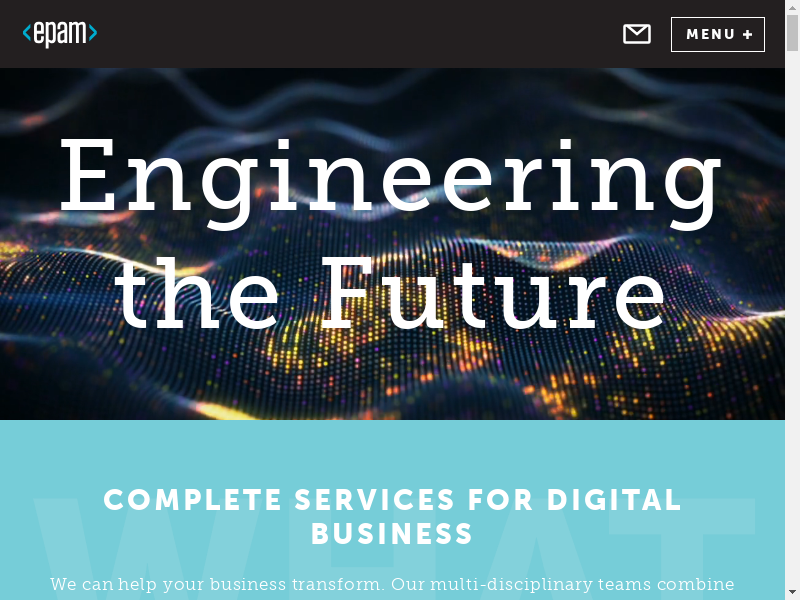 <epam>
MENU +
Engineering
the Future
WHAT
COMPLETE SERVICES FOR DIGITAL
BUSINESS
We can help your business transform. Our multi-disciplinary teams combine